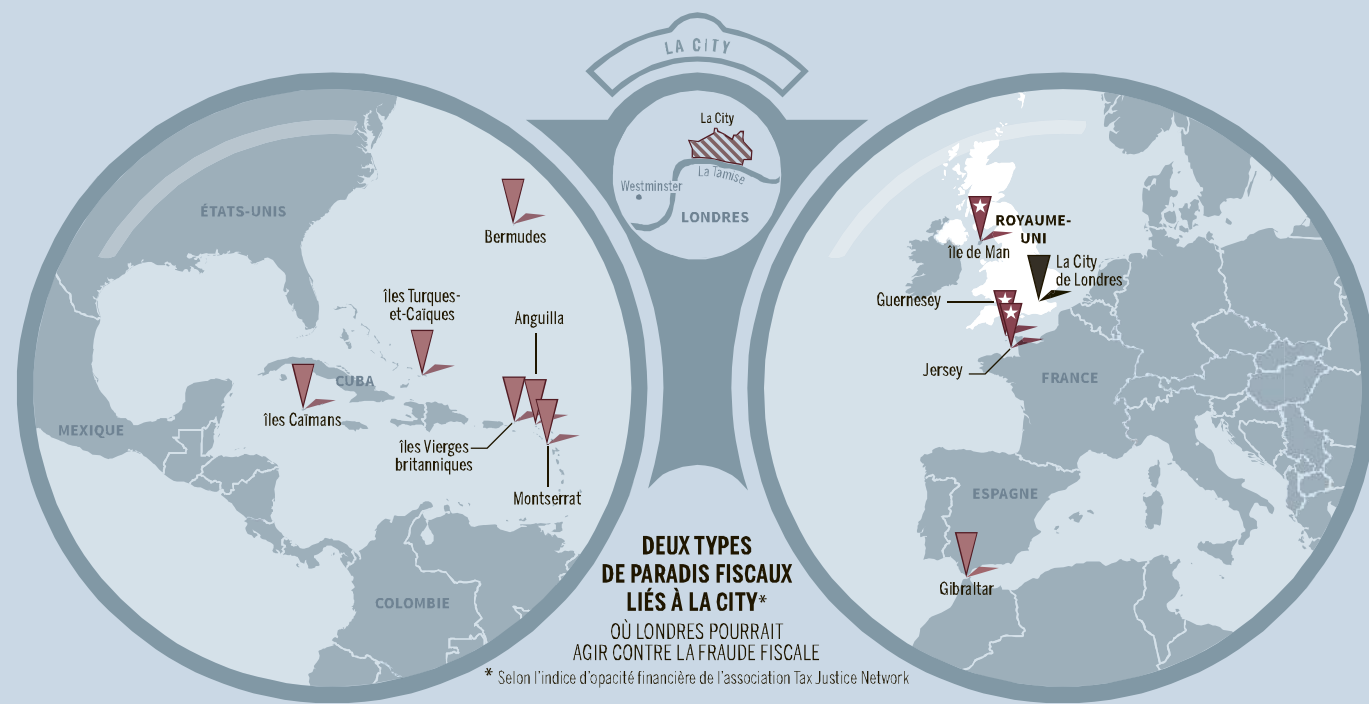 LA CITY
La City
La Tamise
Westminster
LONDRES
ÉTATS-UNIS
Bermudes
îles Turques-
et-Caïques
Anguilla
CUBA
îles Caïmans
MEXIQUE
îles Vierges
britanniques
Montserrat
COLOMBIE
ROYAUME-
UNI
île de Man
La City
de Londres
Guernesey
Jersey
FRANCE
ESPAGNE
Gibraltar
DEUX TYPES
DE PARADIS FISCAUX
LIÉS À LA CITY*
OÙ LONDRES POURRAIT
AGIR CONTRE LA FRAUDE FISCALE
* Selon l'indice d'opacité financière de l'association Tax Justice Network